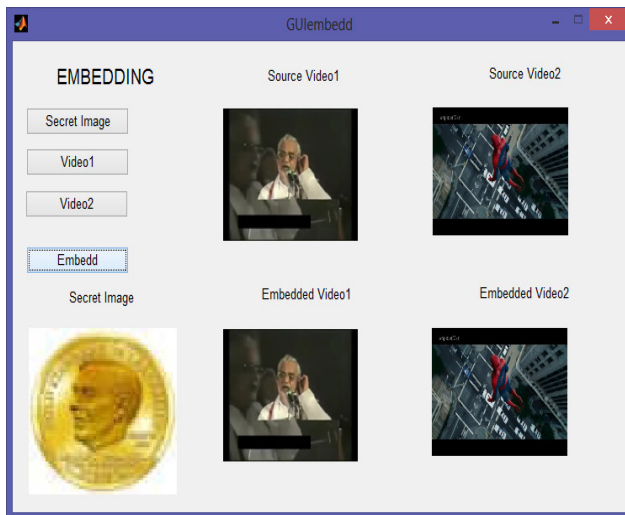 GUIembedd
EMBEDDING
Source Video1
Source Video2
Secret Image
Video1
Video2
Embedd
Secret Image
Embedded Video1
Embedded Video2